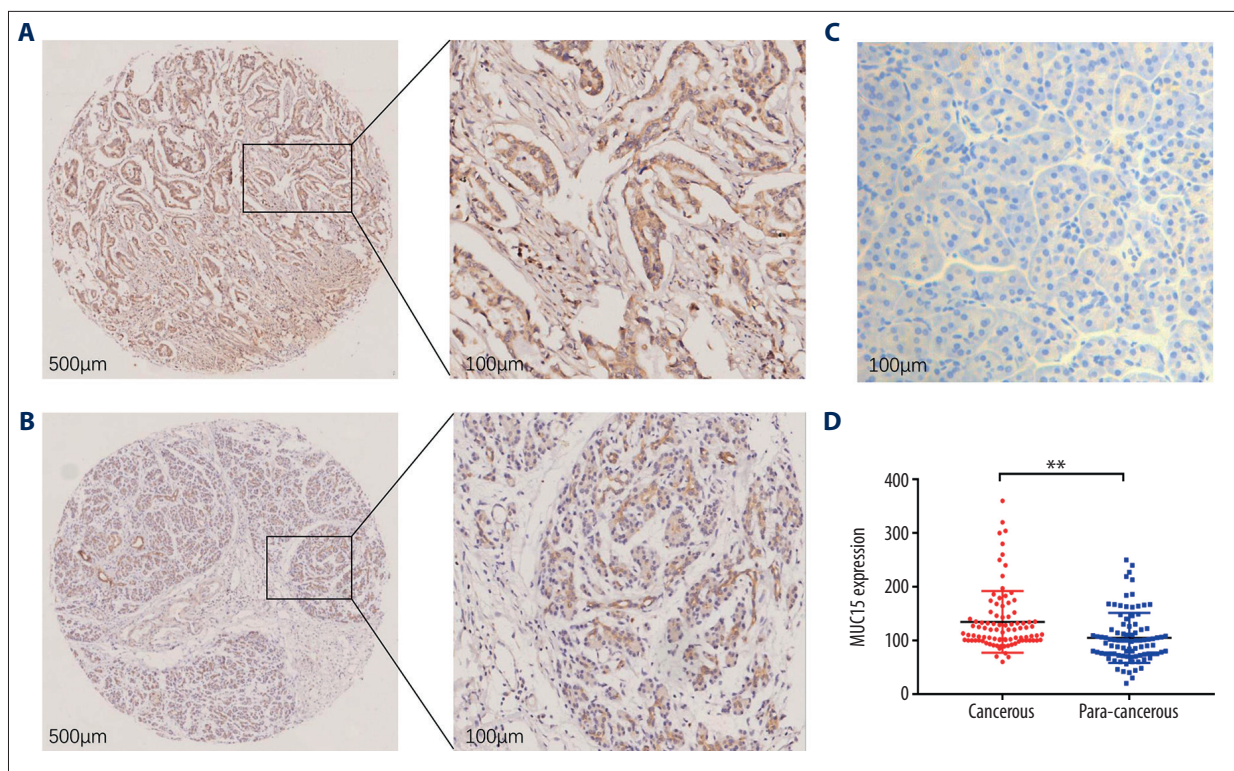 A
500μm
100μm
C
100μm
B
500μm
100μm
D
**
400
300
200
100
0
MUC15 expression
Cancerous
Para-cancerous